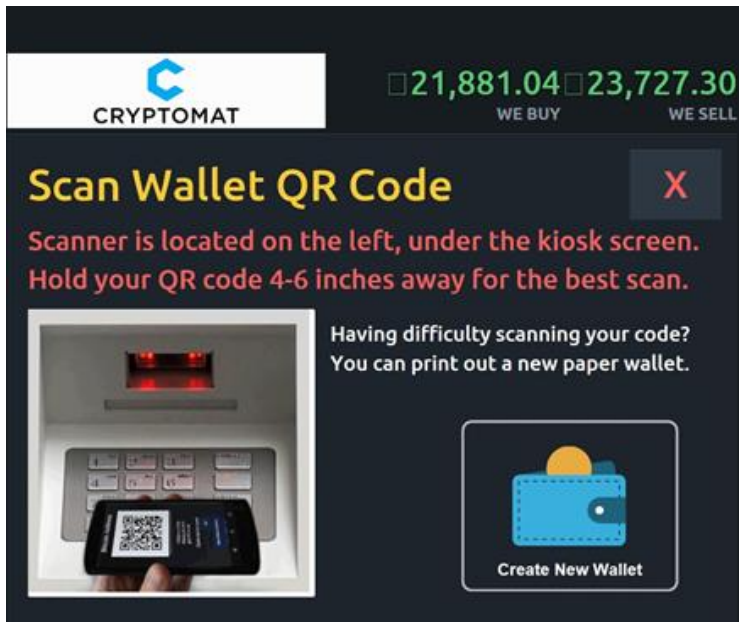 CRYPTOMAT
▯21,881.04▯23,727.30
WE BUY WE SELL
Scan Wallet QR Code
X
Scanner is located on the left, under the kiosk screen.
Hold your QR code 4-6 inches away for the best scan.
Having difficulty scanning your code?
You can print out a new paper wallet.
Create New Wallet